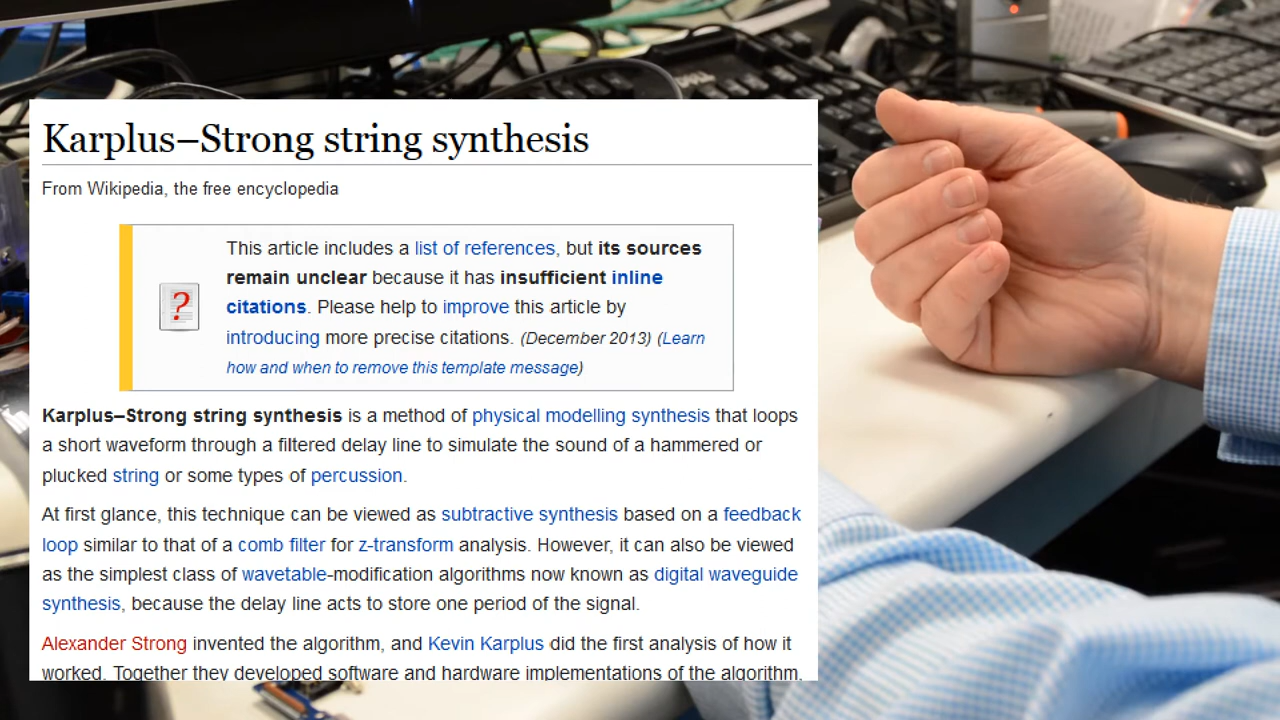 Karplus–Strong string synthesis
From Wikipedia, the free encyclopedia
This article includes a list of references, but its sources
remain unclear because it has insufficient inline
citations. Please help to improve this article by
introducing more precise citations. (December 2013) (Learn
how and when to remove this template message)
?
Karplus–Strong string synthesis is a method of physical modelling synthesis that loops
a short waveform through a filtered delay line to simulate the sound of a hammered or
plucked string or some types of percussion.
At first glance, this technique can be viewed as subtractive synthesis based on a feedback
loop similar to that of a comb filter for z-transform analysis. However, it can also be viewed
as the simplest class of wavetable-modification algorithms now known as digital waveguide
synthesis, because the delay line acts to store one period of the signal.
Alexander Strong invented the algorithm, and Kevin Karplus did the first analysis of how it
worked. Together they developed software and hardware implementations of the algorithm,
DELL